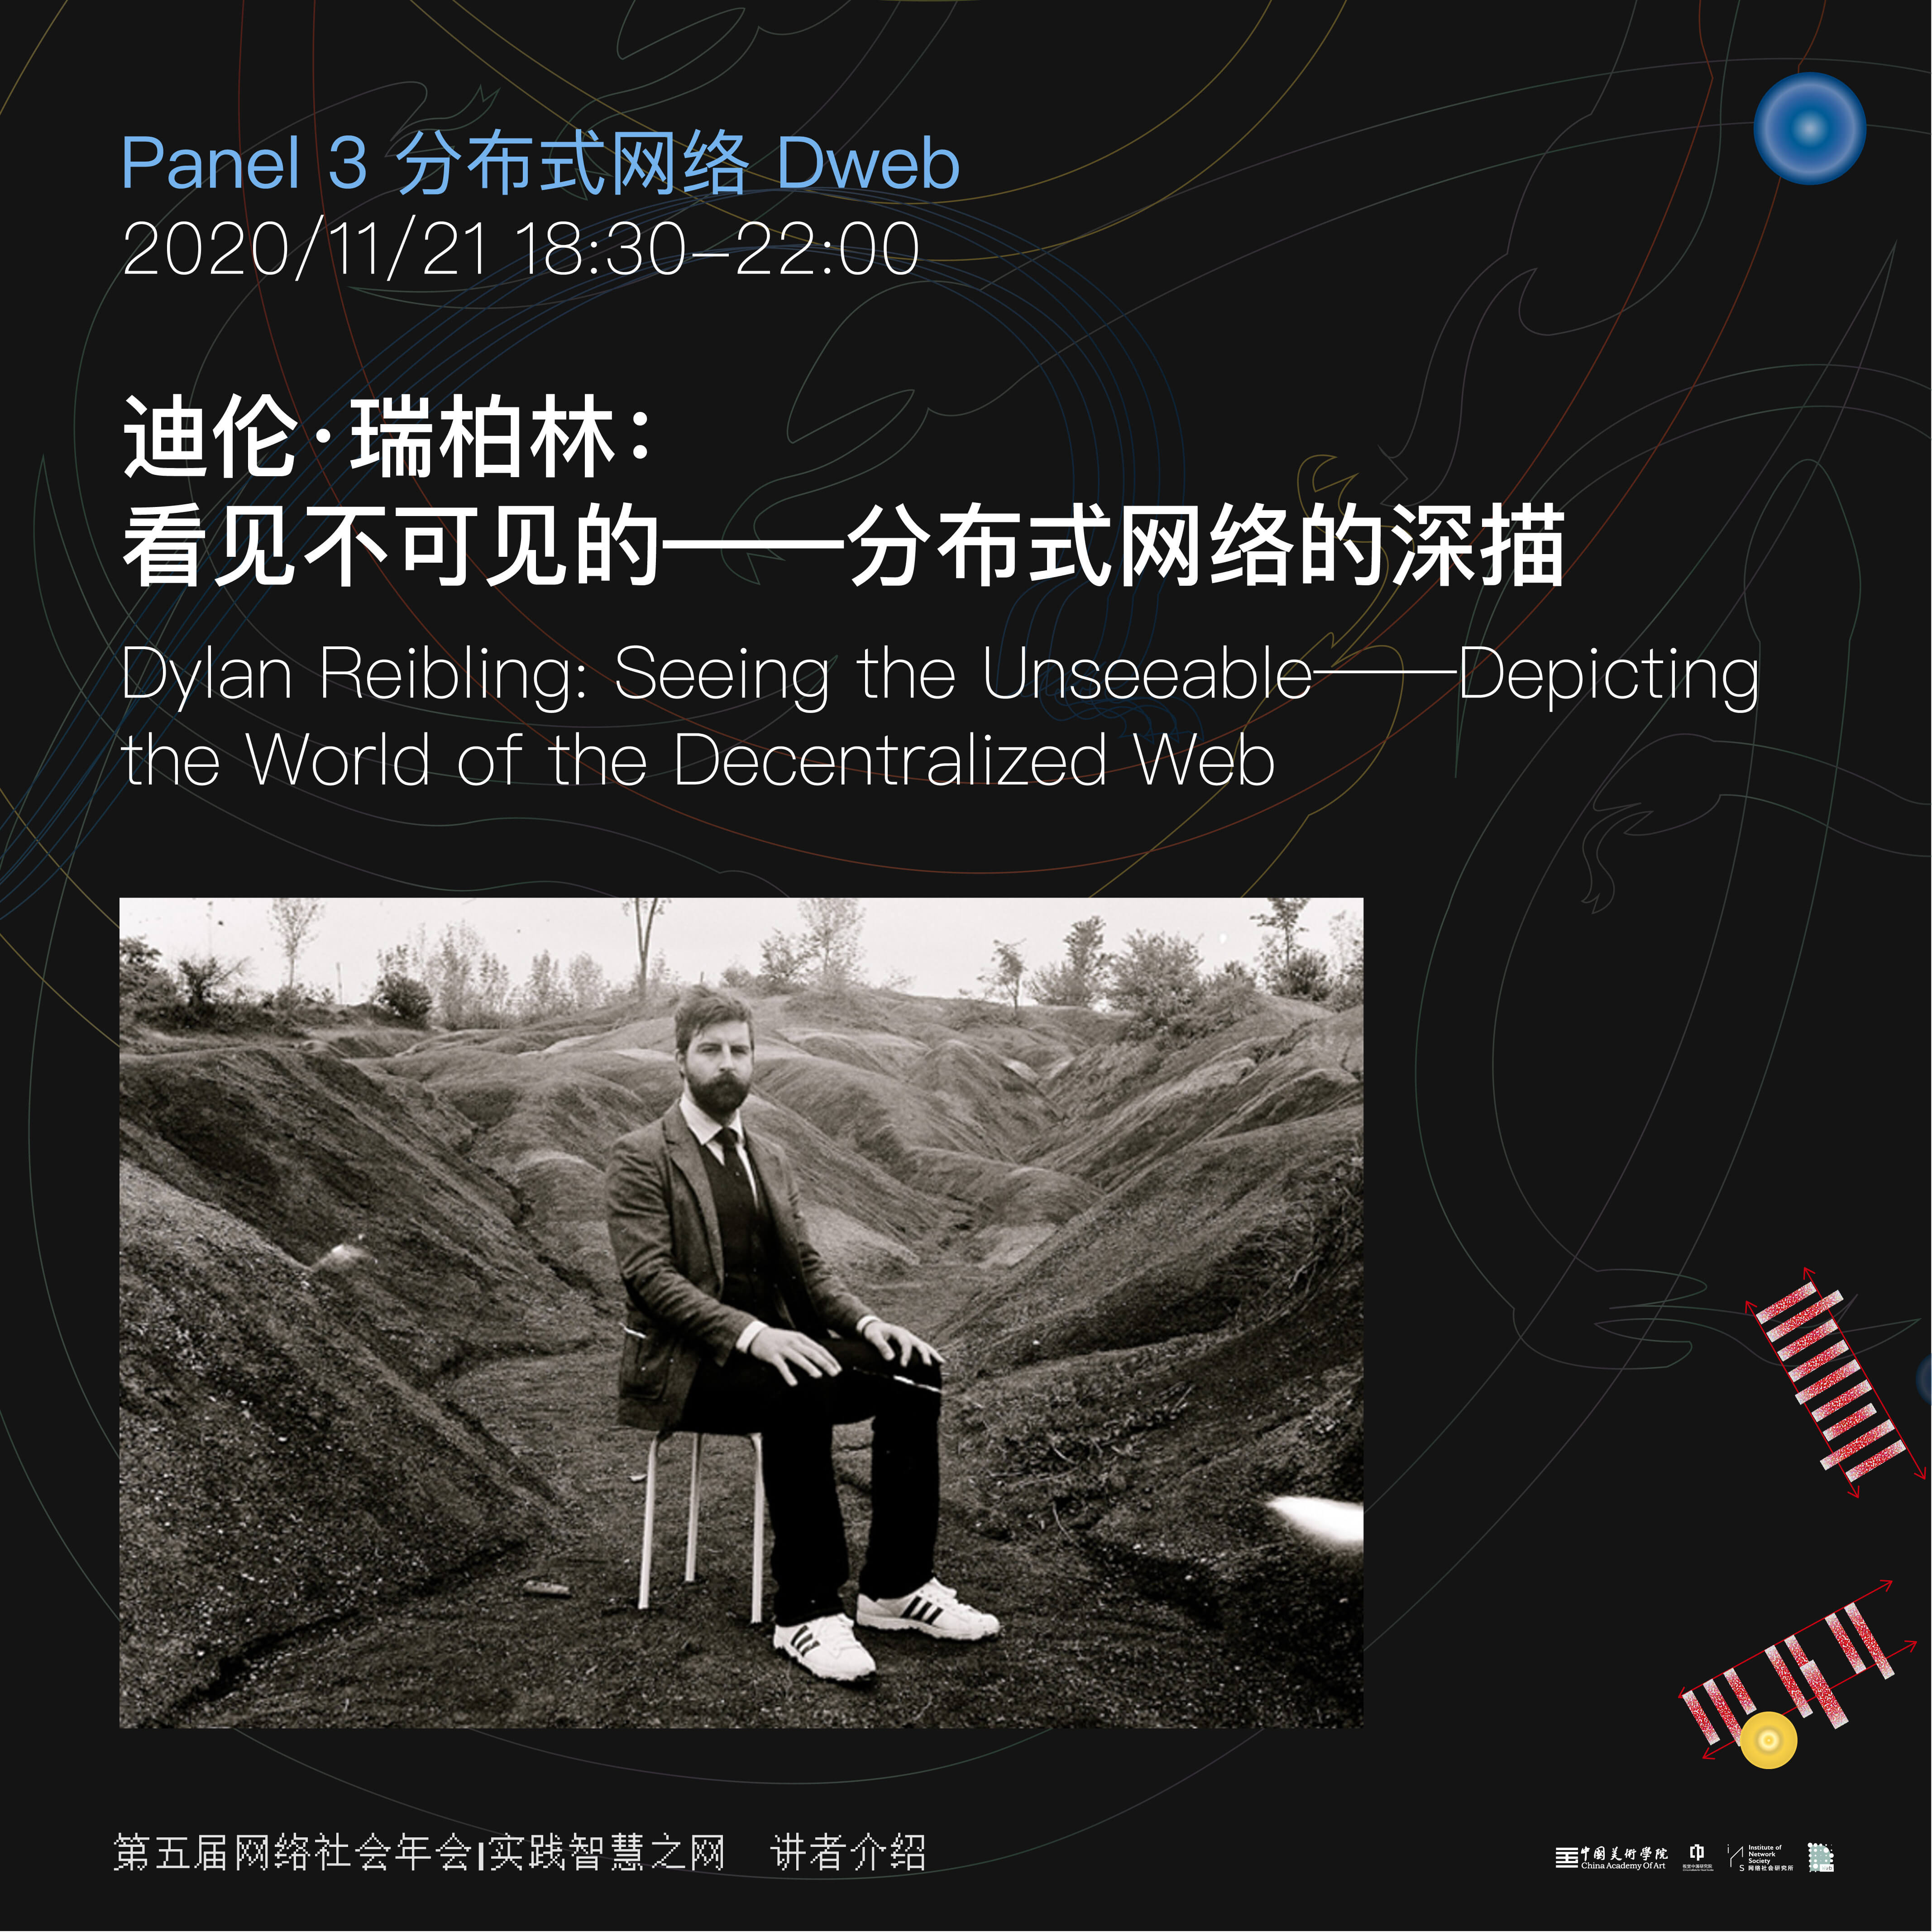 Panel 3 分布式网络 Dweb
2020/11/21 18:30–22:00
迪伦·瑞柏林：
看见不可见的——分布式网络的深描
Dylan Reibling: Seeing the Unseeable——Depicting
the World of the Decentralized Web
第五届网络社会年会|实践智慧之网 讲者介绍
中国美術學院
China Academy Of Art
Institute of
Network
Society
网络社会研究所